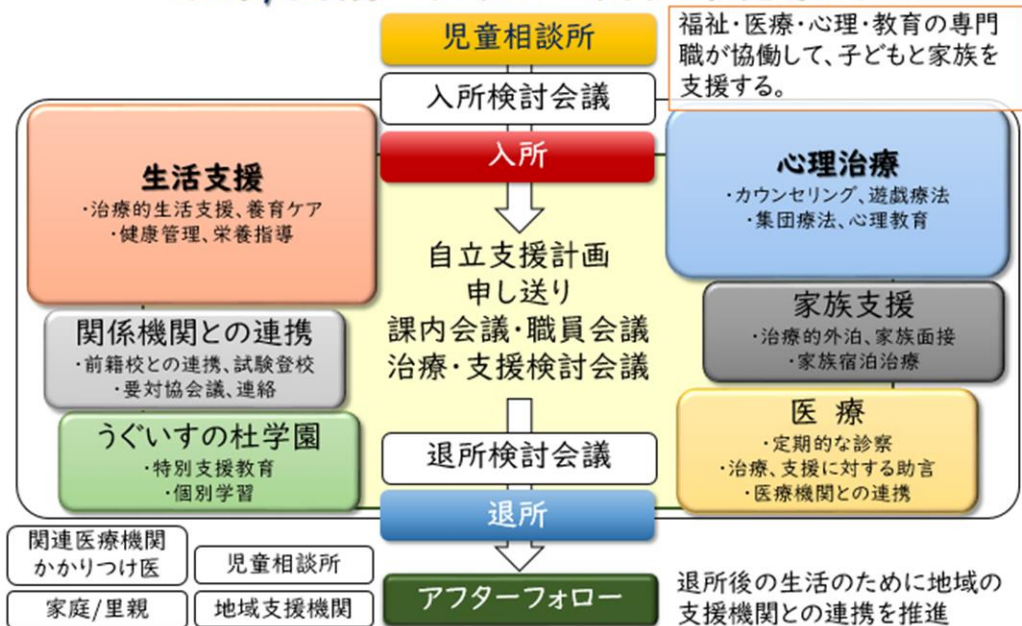 児童相談所
福祉・医療・心理・教育の専門
職が協働して、子どもと家族を
支援する。
入所検討会議
入所
生活支援
・治療的生活支援、養育ケア
・健康管理、栄養指導
心理治療
・カウンセリング、遊戯療法
・集団療法、心理教育
自立支援計画
申し送り
課内会議・職員会議
治療・支援検討会議
関係機関との連携
・前籍校との連携、試験登校
・要対協会議、連絡
家族支援
・治療的外泊、家族面接
・家族宿泊治療
うぐいすの杜学園
・特別支援教育
・個別学習
医 療
・定期的な診察
・治療、支援に対する助言
・医療機関との連携
退所検討会議
退所
関連医療機関
かかりつけ医
児童相談所
家庭/里親
地域支援機関
アフターフォロー
退所後の生活のために地域の
支援機関との連携を推進